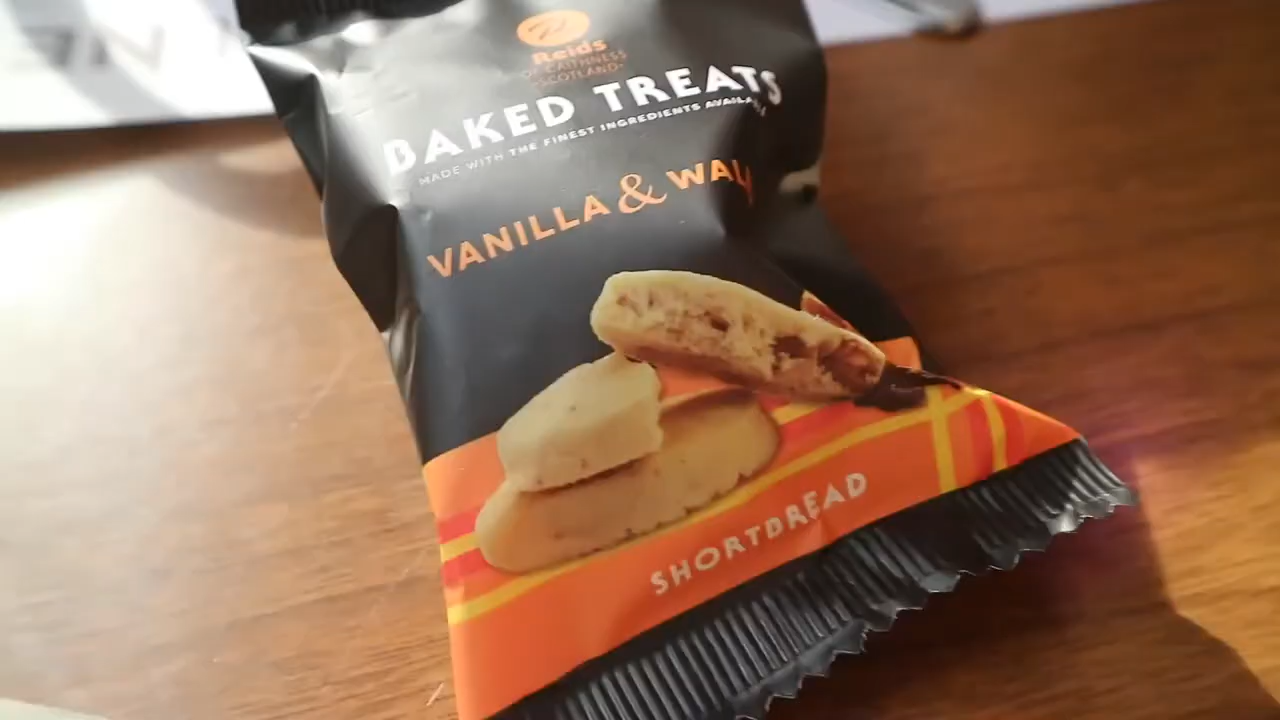 Reids
OF CAITHNESS
SCOTLAND
BAKED TREATS
MADE WITH THE FINEST INGREDIENTS
VANILLA &
SHORTBREAD